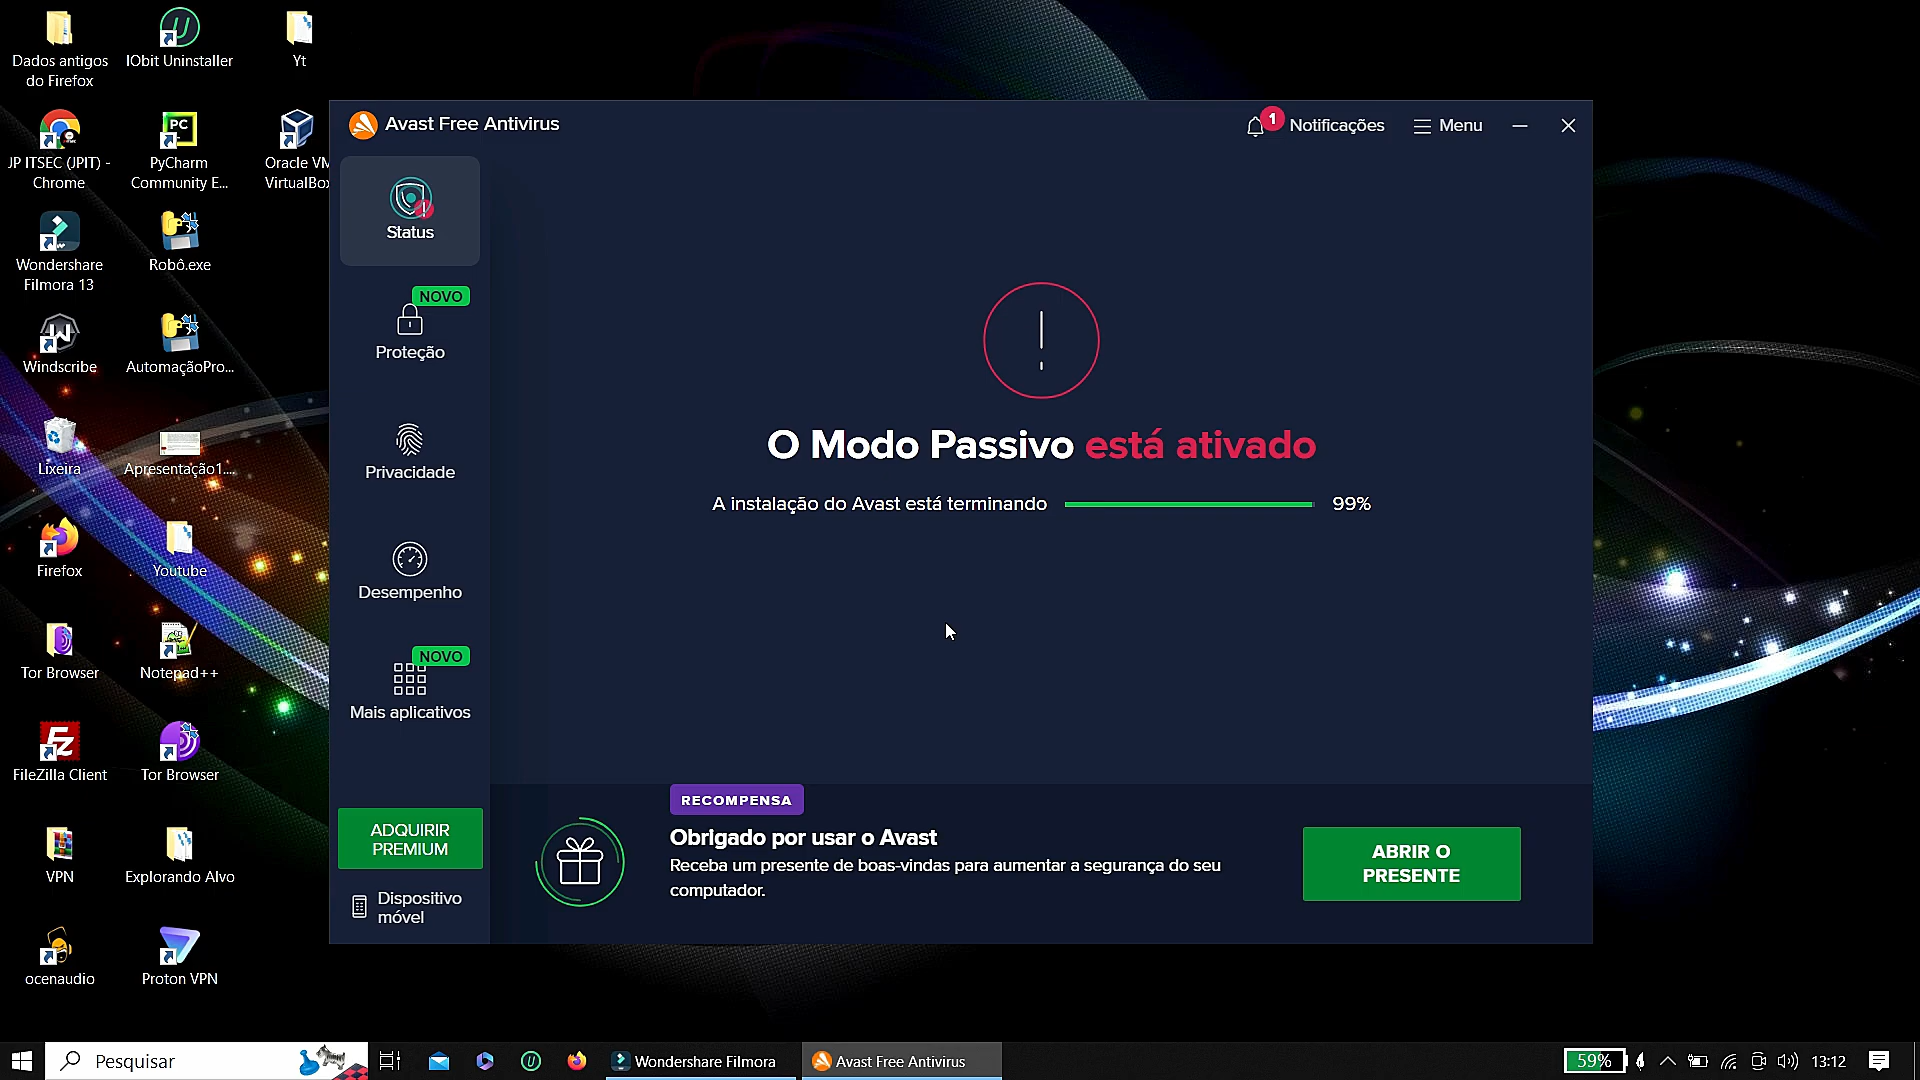 Dados antigos
do Firefox
IObit Uninstaller
Yt
JP ITSEC (JPIT) -
Chrome
PC
PyCharm
Community E...
Oracle VM
VirtualBox
Wondershare
Filmora 13
Robô.exe
Windscribe
AutomaçãoPro...
Lixeira
Apresentação1....
Firefox
Youtube
Tor Browser
Notepad++
FileZilla Client
Tor Browser
VPN
Explorando Alvo
ocenaudio
Proton VPN
Avast Free Antivirus
1
Notificações
Menu
Status
NOVO
Proteção
Privacidade
Desempenho
NOVO
Mais aplicativos
ADQUIRIR
PREMIUM
Dispositivo
móvel
O Modo Passivo está ativado
A instalação do Avast está terminando 99%
RECOMPENSA
Obrigado por usar o Avast
Receba um presente de boas-vindas para aumentar a segurança do seu
computador.
ABRIR O
PRESENTE
Pesquisar
Wondershare Filmora
Avast Free Antivirus
59%
13:12